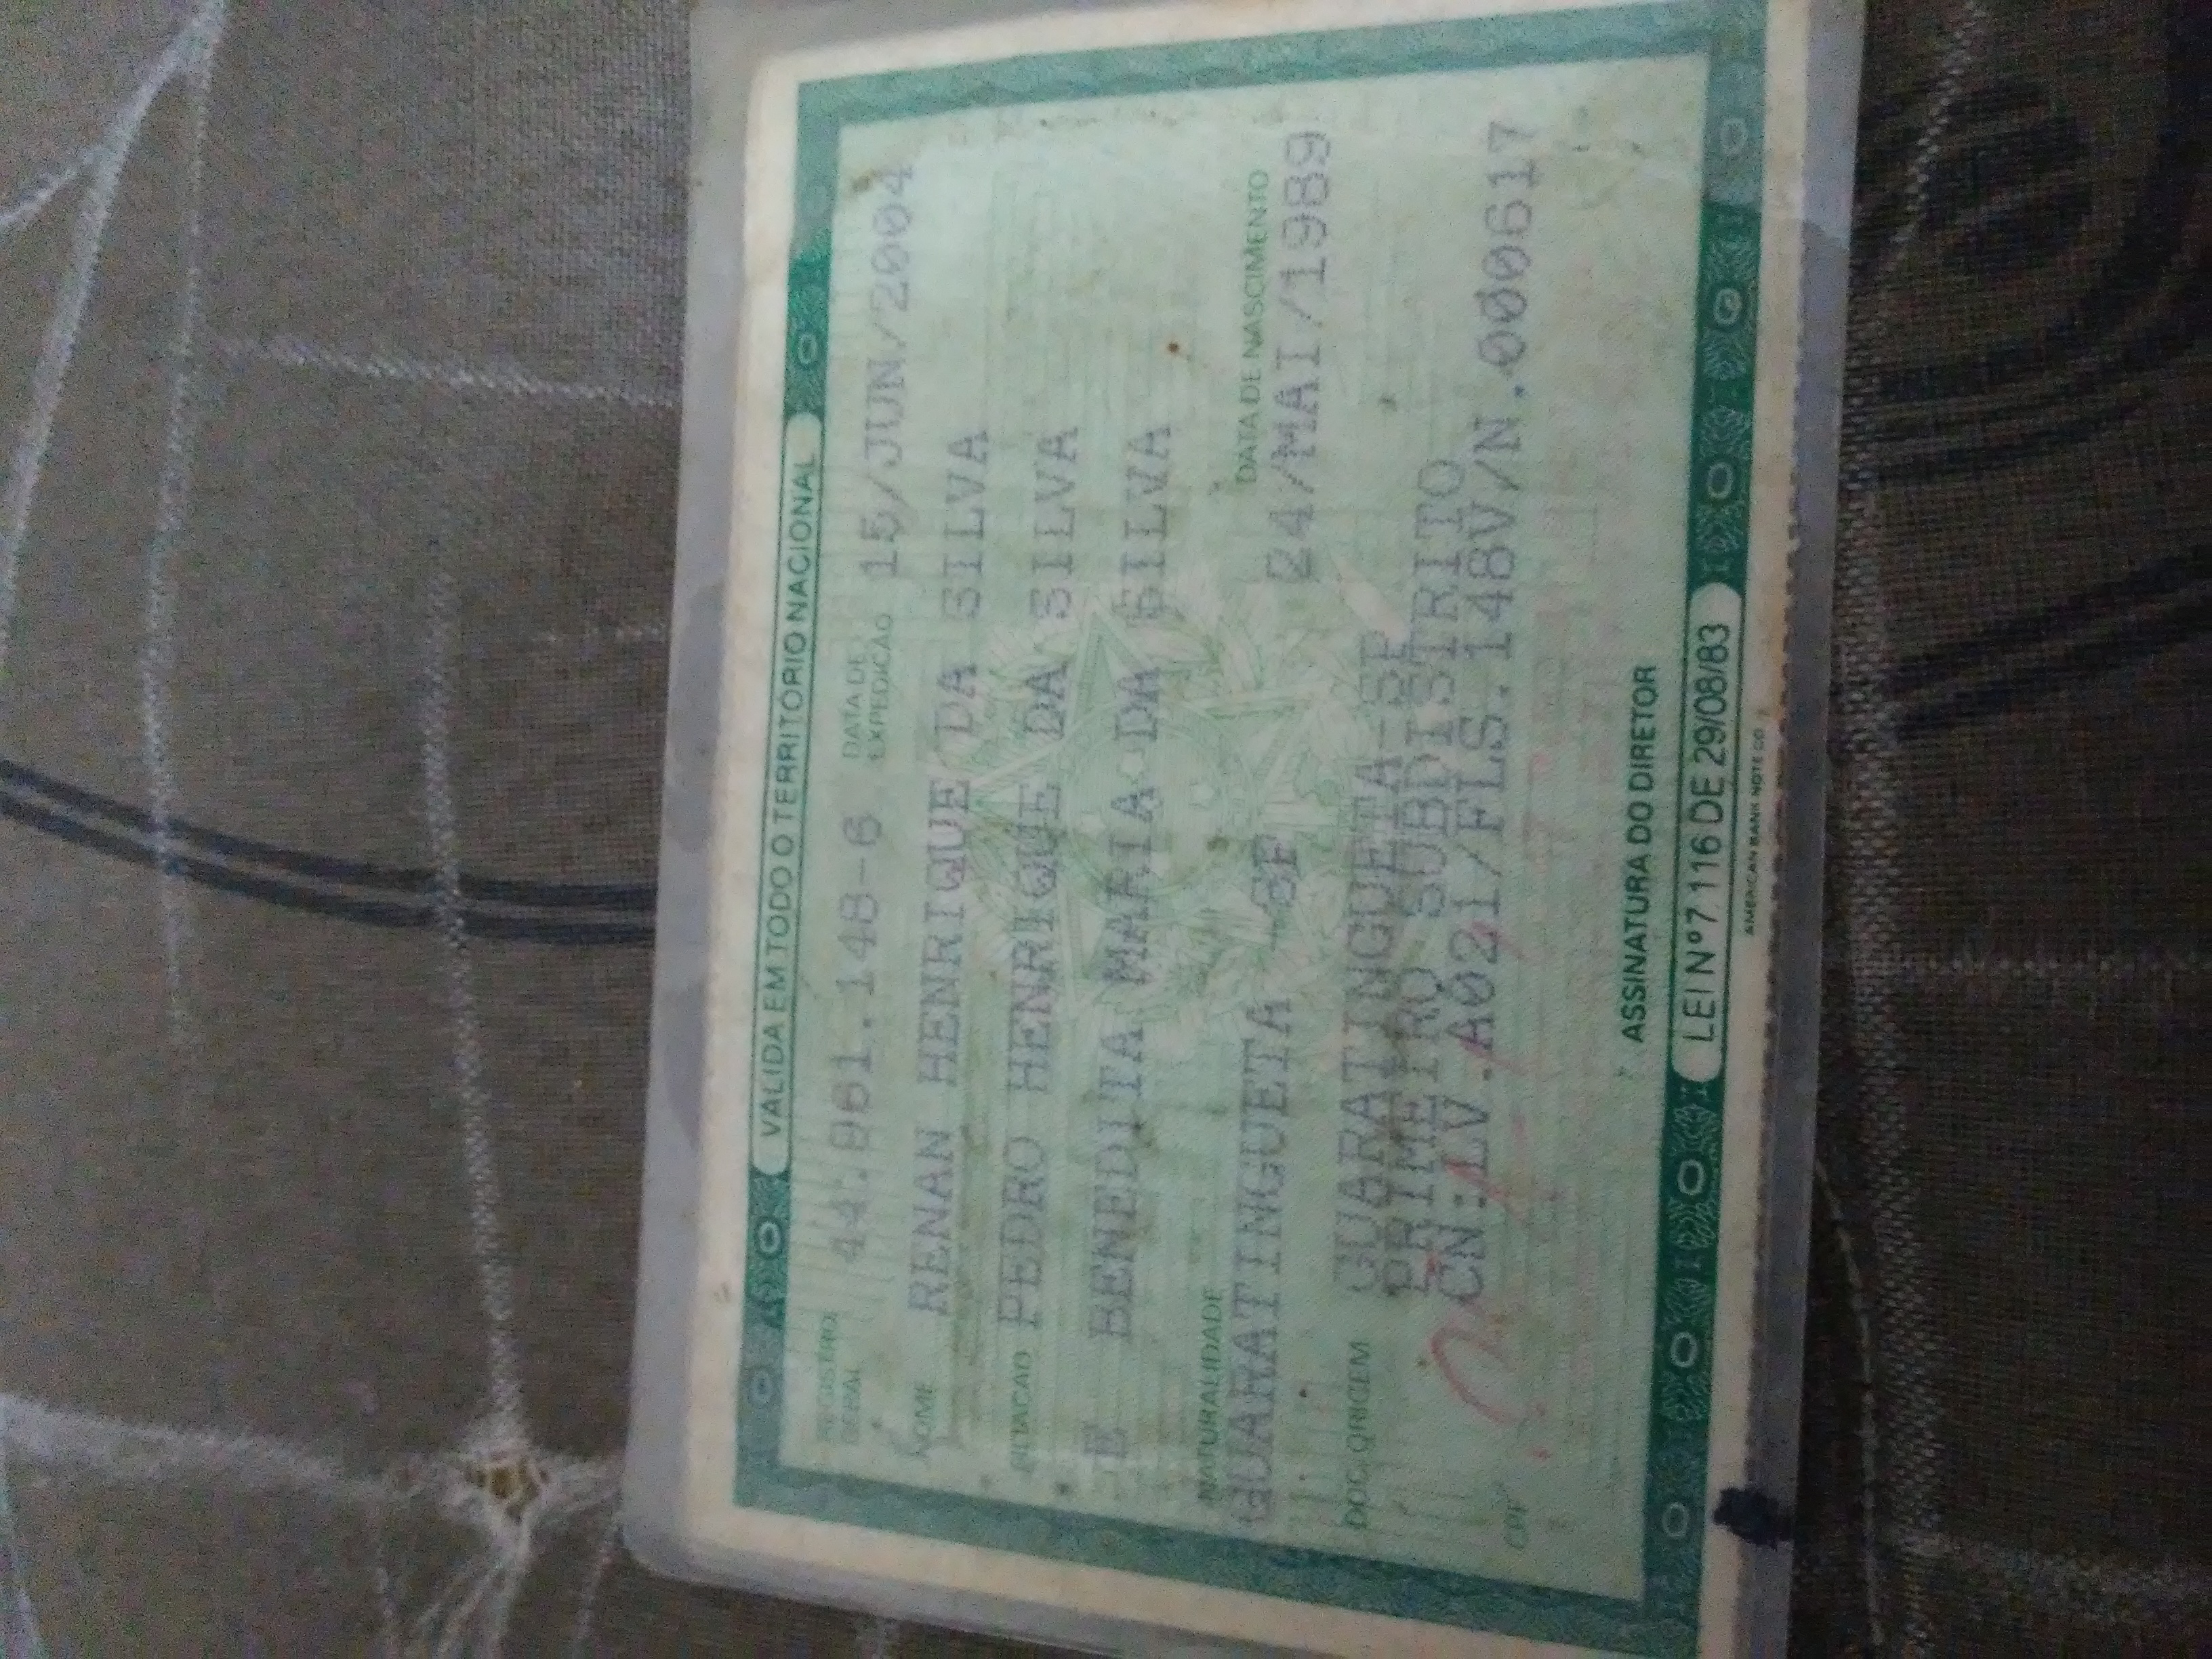 VÁLIDA EM TODO O TERRITÓRIO NACIONAL
REGISTRO GERAL 44.961.148-6 DATA DE EXPEDIÇÃO 15/JUN/2004
NOME RENAN HENRIQUE DA SILVA
FILIAÇÃO PEDRO HENRIQUE DA SILVA
E BENEDITA MARIA DA SILVA
NATURALIDADE DATA DE NASCIMENTO
GUARATINGUETA -SP 24/MAI/1989
DOC. ORIGEM GUARATINGUETA-SP
PRIMEIRO SUBDISTRITO
CN:LV.A021/FLS.148V/N.000617
CPF
ASSINATURA DO DIRETOR
LEI Nº 7.116 DE 29/08/83
AMERICAN BANK NOTE CO